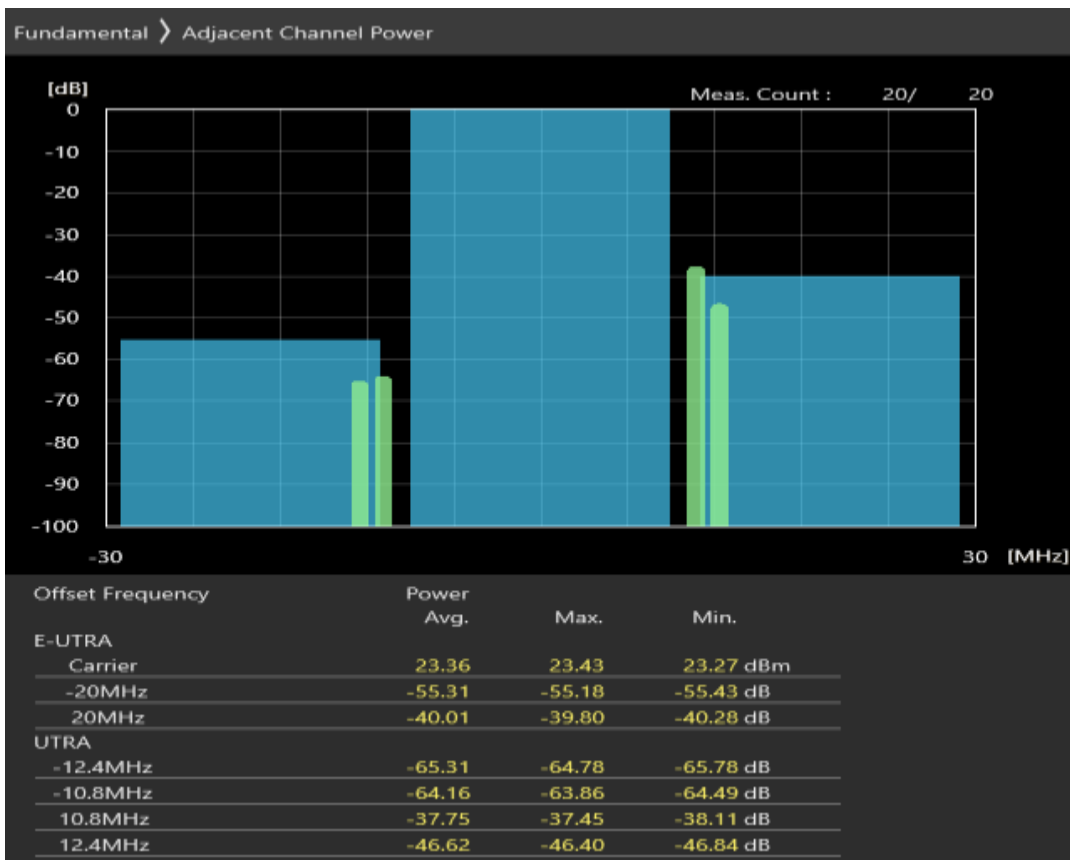 Fundamental 〉 Adjacent Channel Power
[dB]
Meas. Count : 20/ 20
0
-10
-20
-30
-40
-50
-60
-70
-80
-90
-100
-30 30 [MHz]
Offset Frequency Power
Avg. Max. Min.
E-UTRA
Carrier 23.36 23.43 23.27 dBm
-20MHz -55.31 -55.18 -55.43 dB
20MHz -40.01 -39.80 -40.28 dB
UTRA
-12.4MHz -65.31 -64.78 -65.78 dB
-10.8MHz -64.16 -63.86 -64.49 dB
10.8MHz -37.75 -37.45 -38.11 dB
12.4MHz -46.62 -46.40 -46.84 dB